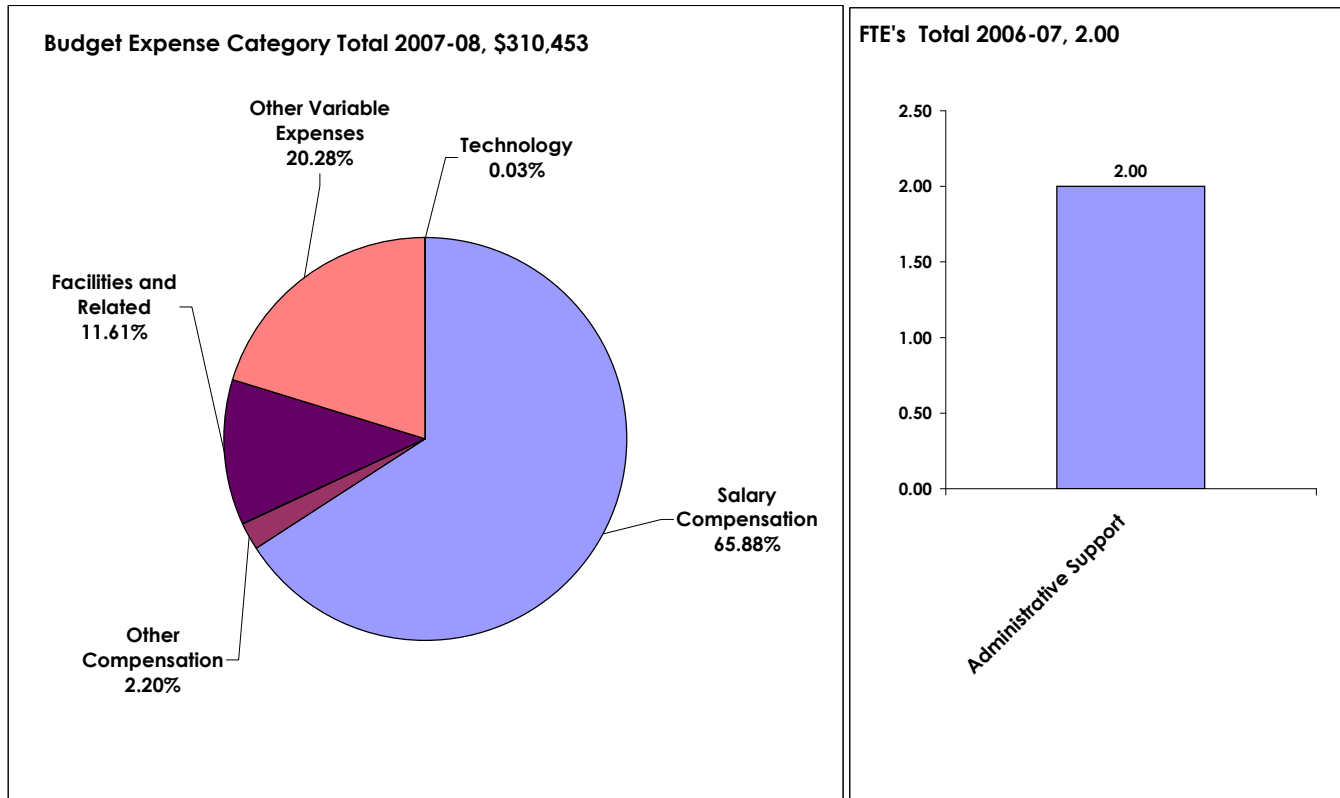 Budget Expense Category Total 2007-08, $310,453
Other Variable
Expenses
20.28%
Technology
0.03%
Facilities and
Related
11.61%
Salary
Compensation
65.88%
Other
Compensation
2.20%
FTE's  Total 2006-07, 2.00
2.50
2.00
1.50
1.00
0.50
0.00
2.00
Administrative Support